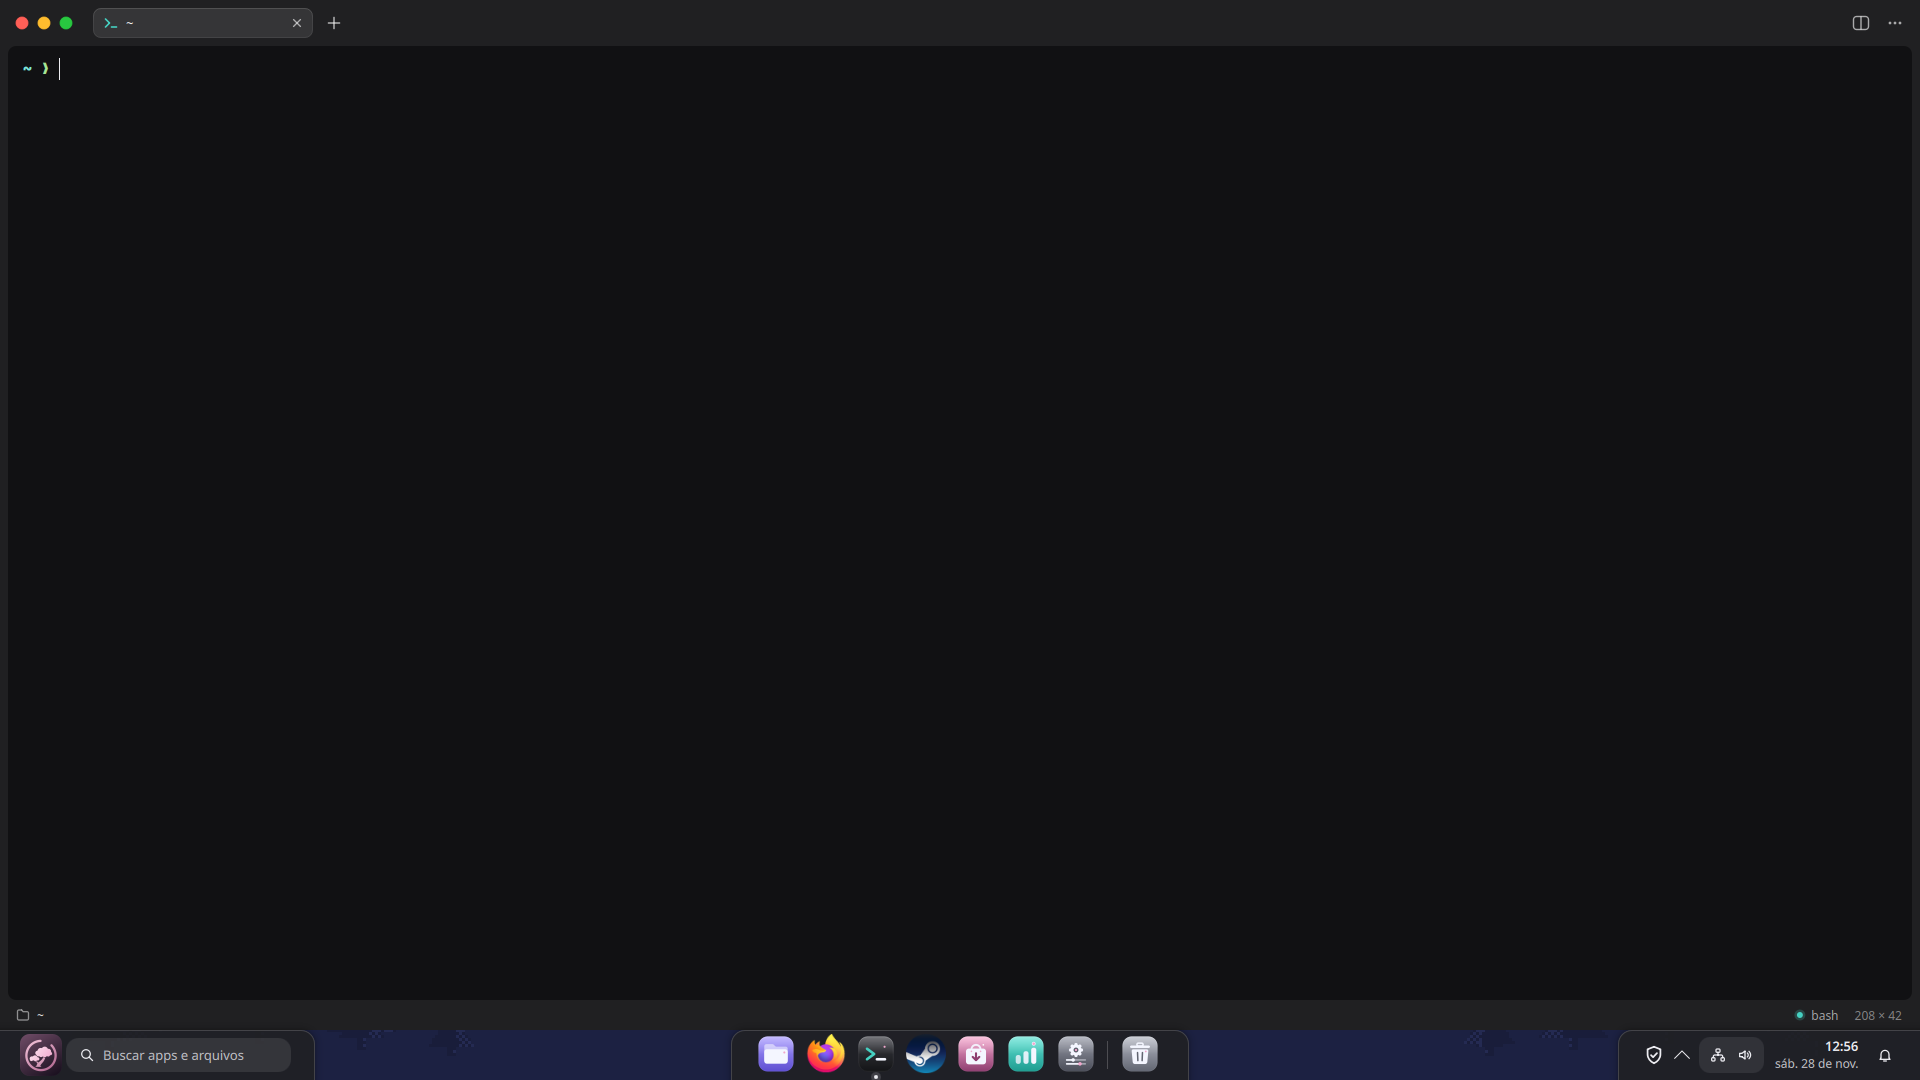 ~
~ ❯
~
bash 208 × 42
Buscar apps e arquivos
12:56
sáb. 28 de nov.